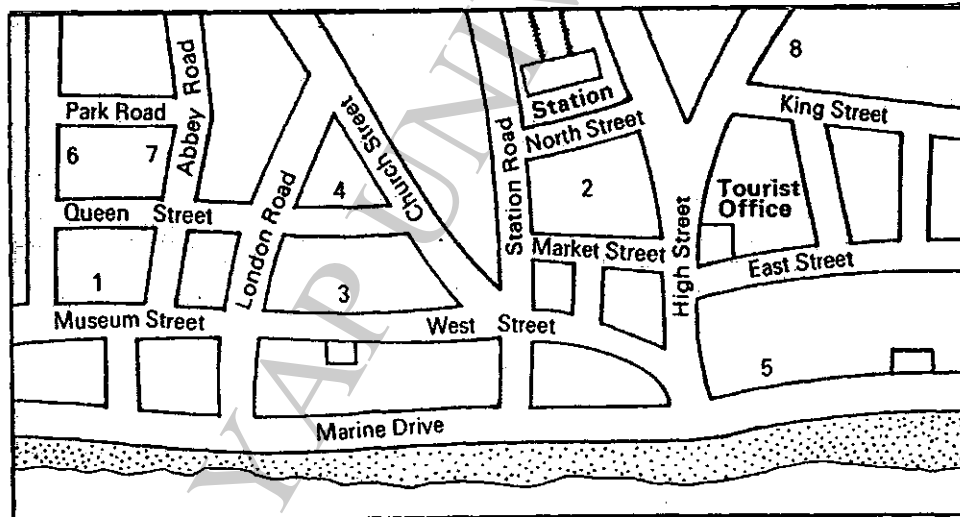 8
King Street
Park Road
Abbey Road
Station
North Street
Church Street
Station Road
6
7
4
2
Tourist
Office
Queen Street
London Road
Market Street
High Street
East Street
1
3
Museum Street
West Street
5
Marine Drive
YAP UNI